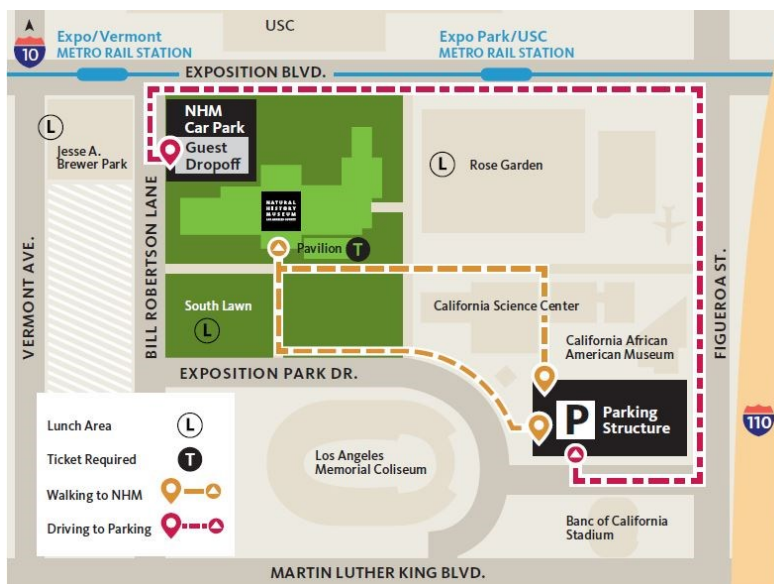 USC
10
Expo/Vermont
METRO RAIL STATION
Expo Park/USC
METRO RAIL STATION
EXPOSITION BLVD.
NHM
Car Park
Guest
Dropoff
L
Jesse A.
Brewer Park
L
Rose Garden
NATURAL
HISTORY
MUSEUM
LOS ANGELES COUNTY
Pavilion T
VERMONT AVE.
BILL ROBERTSON LANE
FIGUEROA ST.
South Lawn
L
California Science Center
California African
American Museum
EXPOSITION PARK DR.
P
Parking
Structure
110
Lunch Area L
Ticket Required T
Walking to NHM
Driving to Parking
Los Angeles
Memorial Coliseum
Banc of California
Stadium
MARTIN LUTHER KING BLVD.